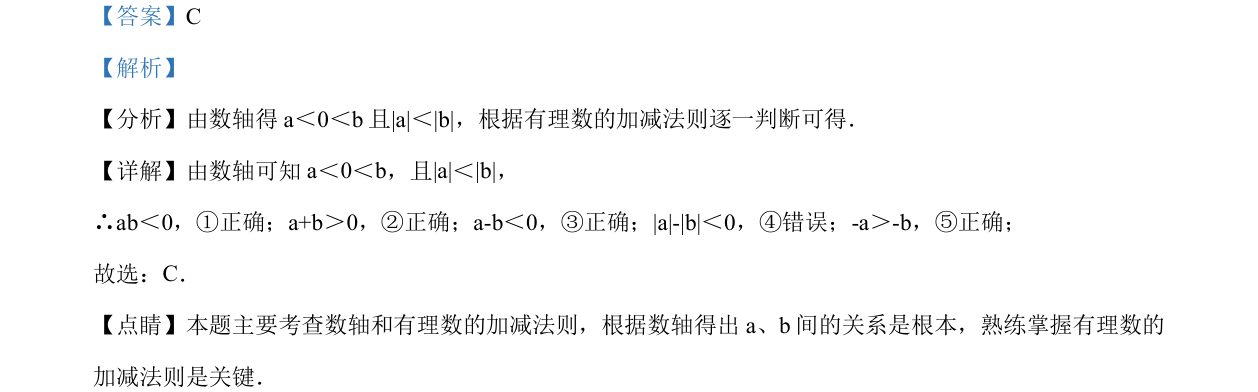 【答案】C
【解析】
【分析】由数轴得 a＜0＜b 且|a|＜|b|，根据有理数的加减法则逐一判断可得．
【详解】由数轴可知 a＜0＜b，且|a|＜|b|，
∴ab＜0，①正确；a+b＞0，②正确；a-b＜0，③正确；|a|-|b|＜0，④错误；-a＞-b，⑤正确；
故选：C．
【点睛】本题主要考查数轴和有理数的加减法则，根据数轴得出 a、b 间的关系是根本，熟练掌握有理数的
加减法则是关键．